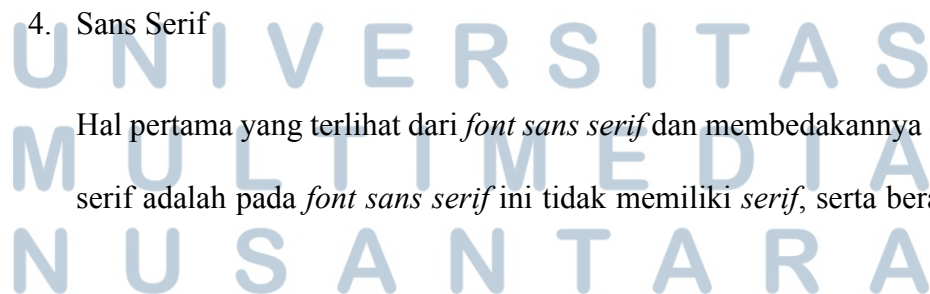 4. Sans Serif
UNIVERSITAS
Hal pertama yang terlihat dari font sans serif dan membedakannya
MULTIMEDIA
serif adalah pada font sans serif ini tidak memiliki serif, serta
NUSANTARA